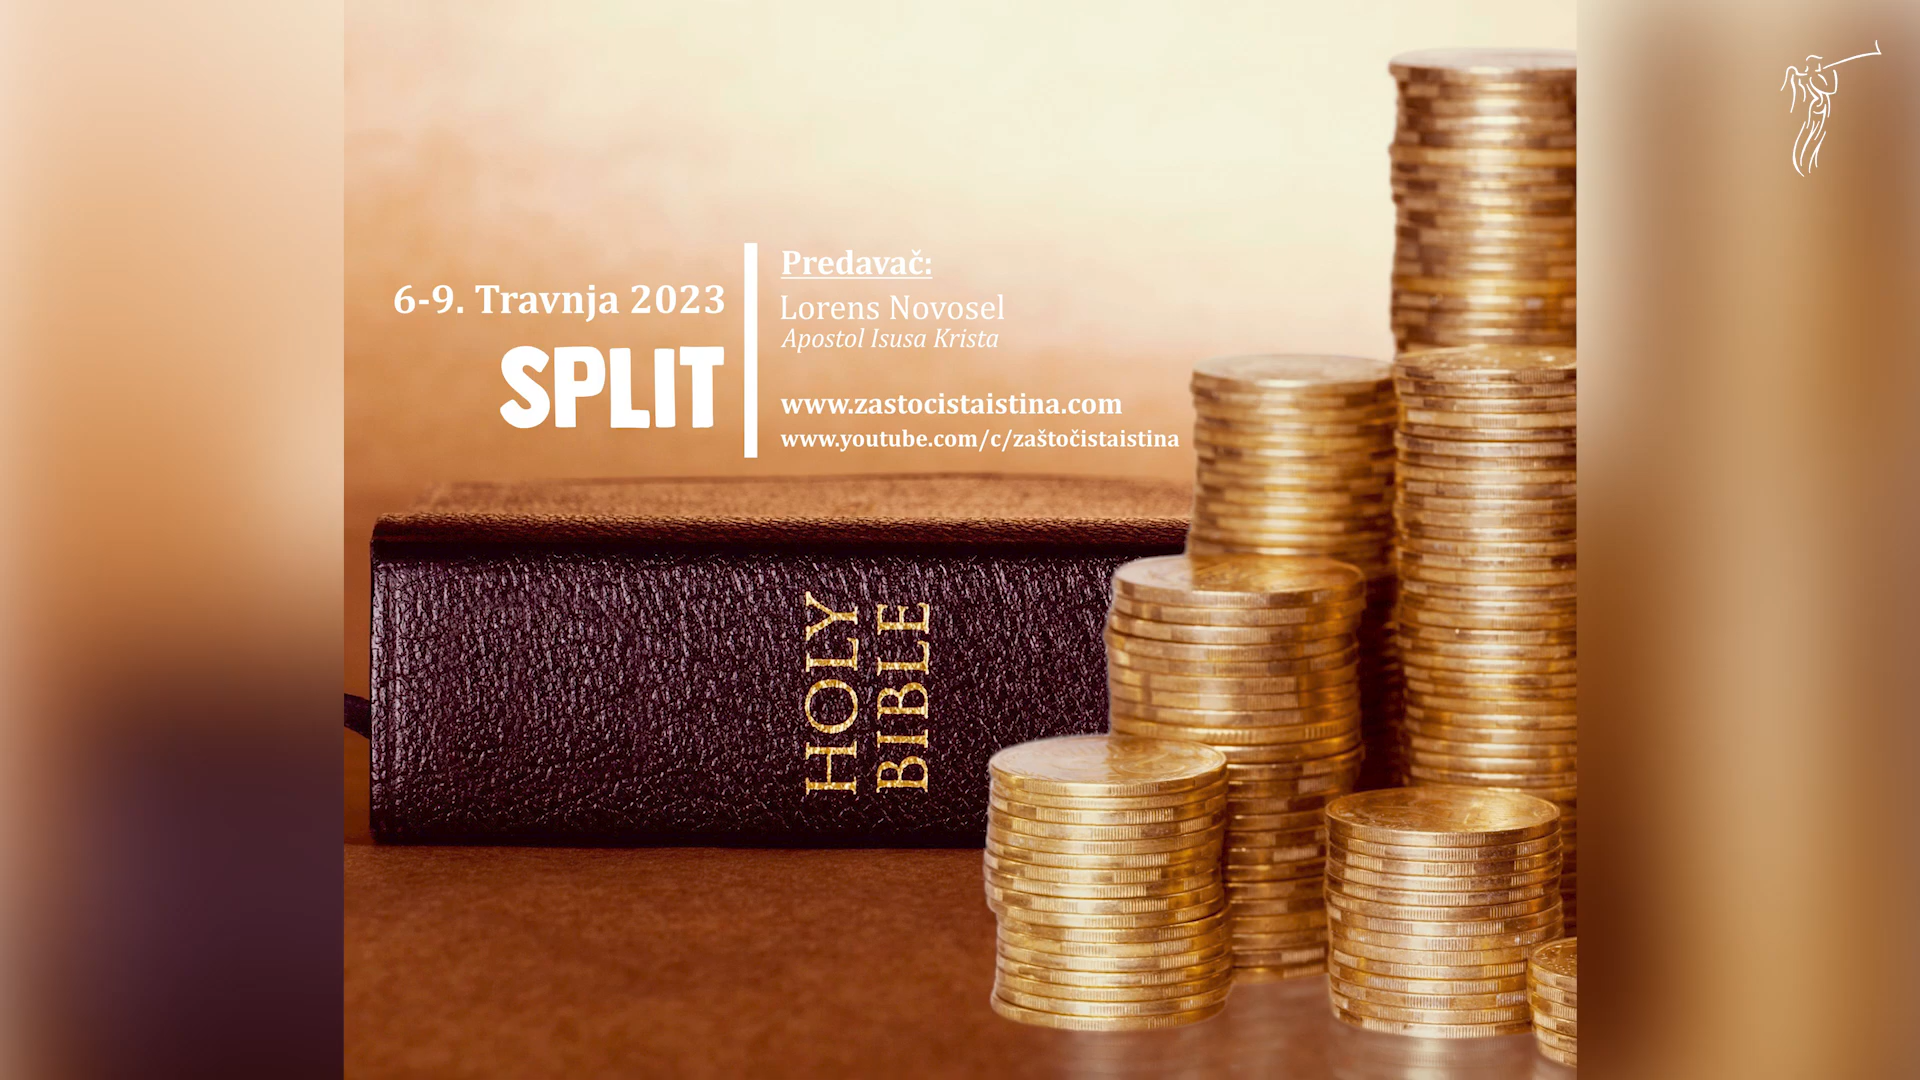 6-9. Travnja 2023
SPLIT
Predavač:
Lorens Novosel
Apostol Isusa Krista
www.zastocistaistina.com
www.youtube.com/c/zaštočistaistina
HOLY
BIBLE